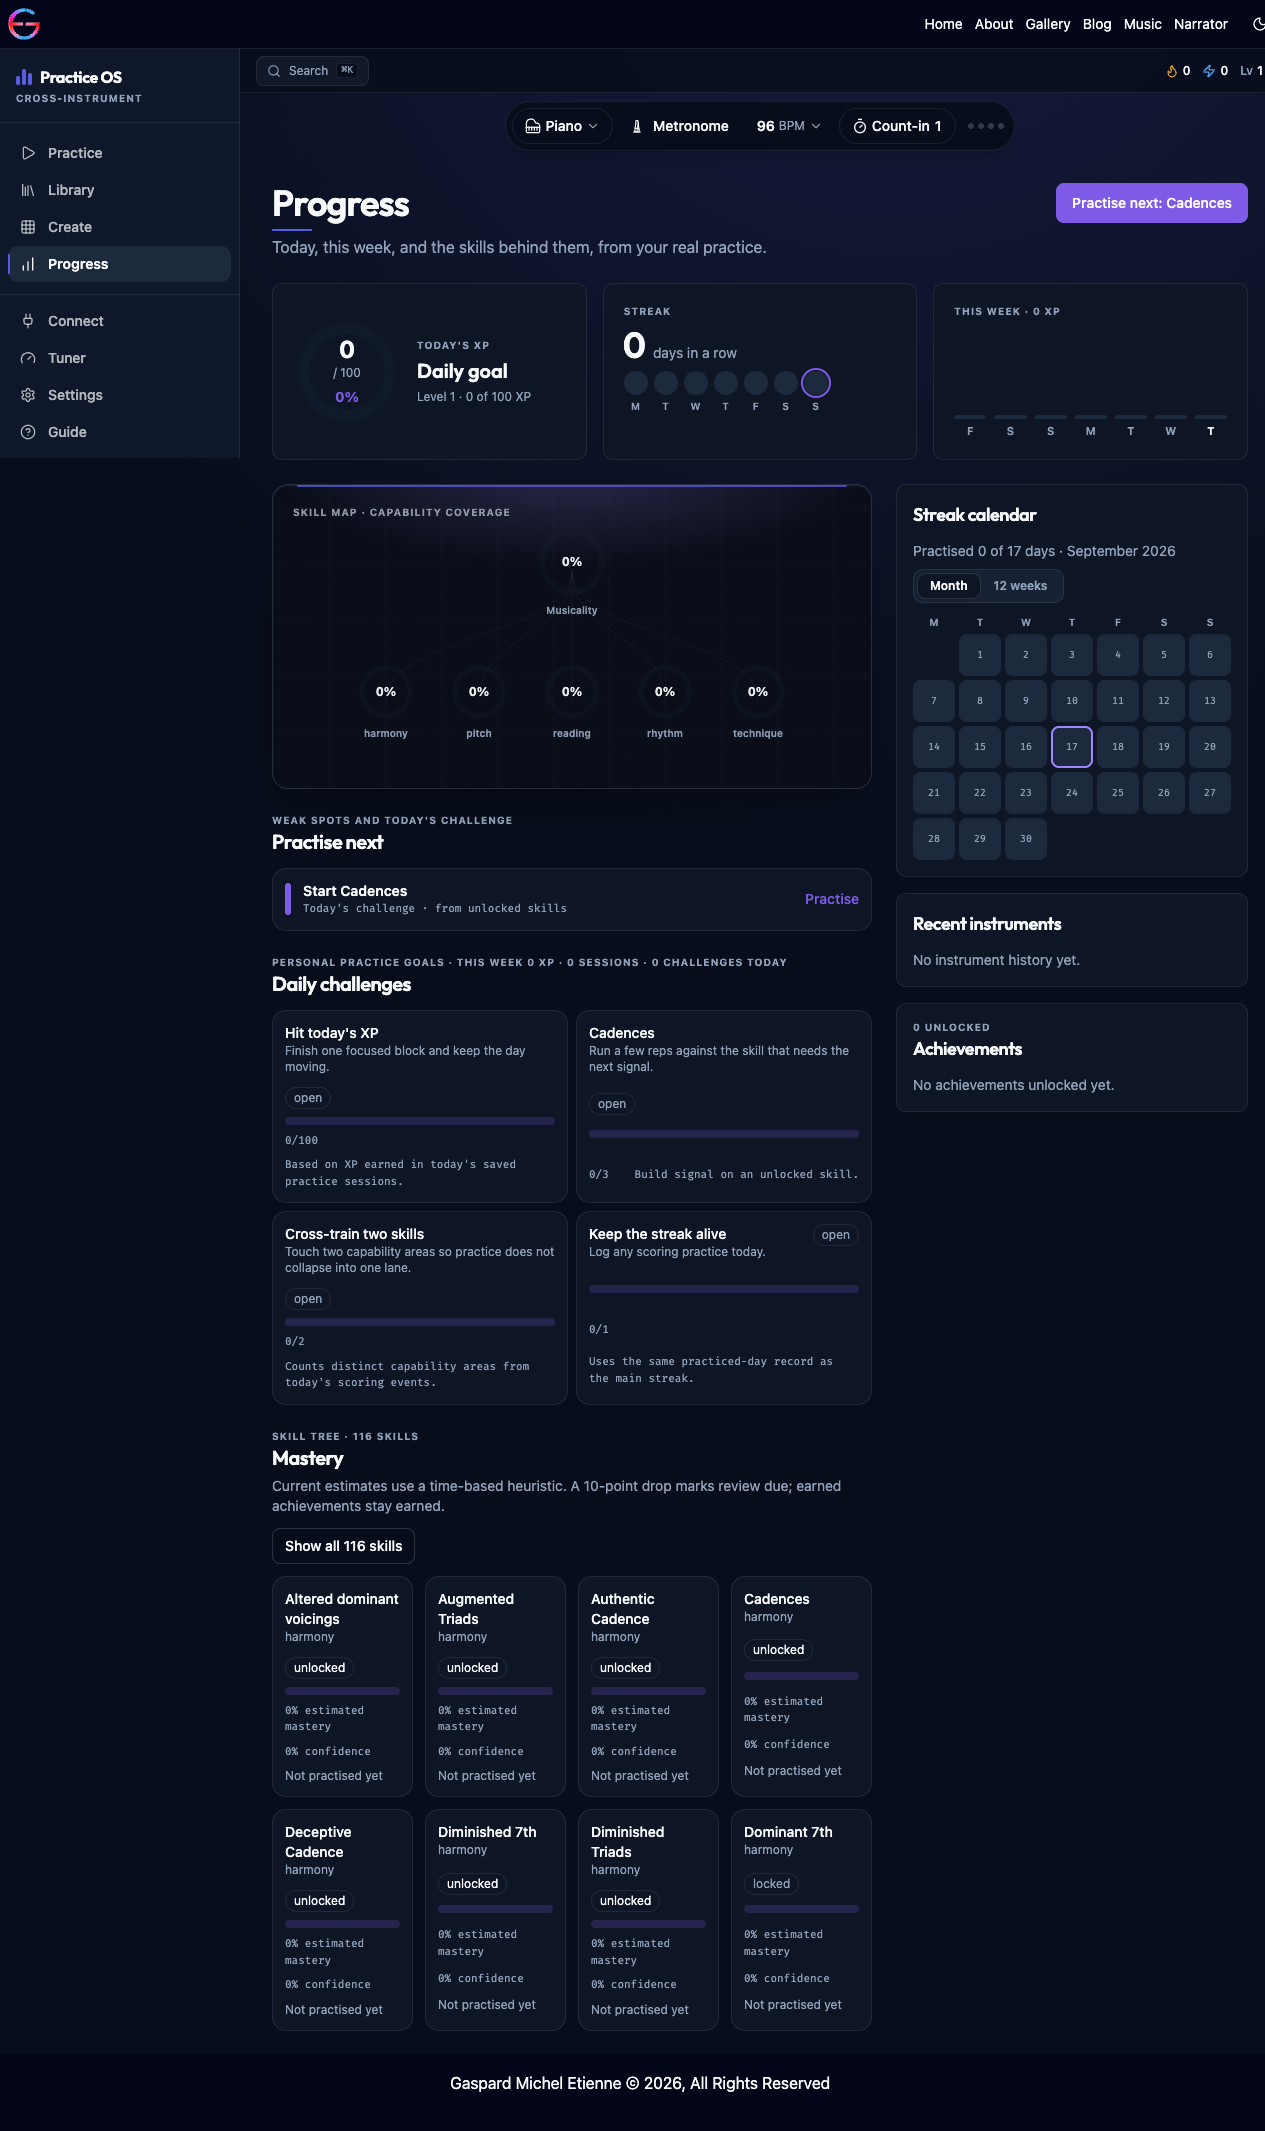 Home About Gallery Blog Music Narrator
Practice OS
CROSS-INSTRUMENT
Search ⌘K
0 0 Lv 1
Practice
Library
Create
Progress
Connect
Tuner
Settings
Guide
Piano Metronome 96 BPM Count-in 1
Progress
Practise next: Cadences
Today, this week, and the skills behind them, from your real practice.
0
/ 100
0%
TODAY'S XP
Daily goal
Level 1 · 0 of 100 XP
STREAK
0 days in a row
M T W T F S S
THIS WEEK · 0 XP
F S S M T W T
SKILL MAP · CAPABILITY COVERAGE
0%
Musicality
0% 0% 0% 0% 0%
harmony pitch reading rhythm technique
Streak calendar
Practised 0 of 17 days · September 2026
Month 12 weeks
M T W T F S S
1 2 3 4 5 6
7 8 9 10 11 12 13
14 15 16 17 18 19 20
21 22 23 24 25 26 27
28 29 30
WEAK SPOTS AND TODAY'S CHALLENGE
Practise next
Start Cadences
Today's challenge · from unlocked skills
Practise
Recent instruments
No instrument history yet.
0 UNLOCKED
Achievements
No achievements unlocked yet.
PERSONAL PRACTICE GOALS · THIS WEEK 0 XP · 0 SESSIONS · 0 CHALLENGES TODAY
Daily challenges
Hit today's XP
Finish one focused block and keep the day
moving.
open
0/100
Based on XP earned in today's saved
practice sessions.
Cadences
Run a few reps against the skill that needs the
next signal.
open
0/3 Build signal on an unlocked skill.
Cross-train two skills
Touch two capability areas so practice does not
collapse into one lane.
open
0/2
Counts distinct capability areas from
today's scoring events.
Keep the streak alive
open
Log any scoring practice today.
0/1
Uses the same practiced-day record as
the main streak.
SKILL TREE · 116 SKILLS
Mastery
Current estimates use a time-based heuristic. A 10-point drop marks review due; earned
achievements stay earned.
Show all 116 skills
Altered dominant
voicings
harmony
unlocked
0% estimated
mastery
0% confidence
Not practised yet
Augmented
Triads
harmony
unlocked
0% estimated
mastery
0% confidence
Not practised yet
Authentic
Cadence
harmony
unlocked
0% estimated
mastery
0% confidence
Not practised yet
Cadences
harmony
unlocked
0% estimated
mastery
0% confidence
Not practised yet
Deceptive
Cadence
harmony
unlocked
0% estimated
mastery
0% confidence
Not practised yet
Diminished 7th
harmony
unlocked
0% estimated
mastery
0% confidence
Not practised yet
Diminished
Triads
harmony
unlocked
0% estimated
mastery
0% confidence
Not practised yet
Dominant 7th
harmony
locked
0% estimated
mastery
0% confidence
Not practised yet
Gaspard Michel Etienne © 2026, All Rights Reserved